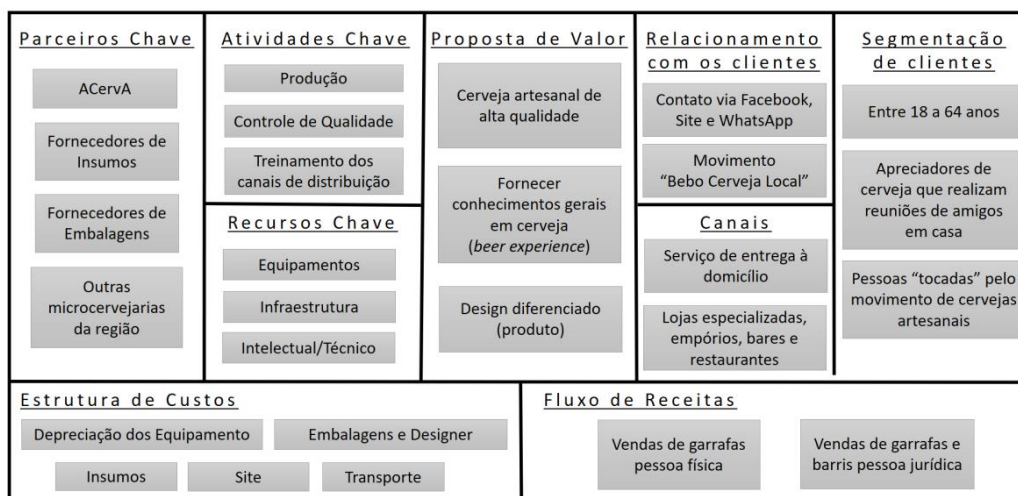 Parceiros Chave
ACervA
Fornecedores de
Insumos
Fornecedores de
Embalagens
Outras
microcervejarias
da região
Atividades Chave
Produção
Controle de Qualidade
Treinamento dos
canais de distribuição
Recursos Chave
Equipamentos
Infraestrutura
Intelectual/Técnico
Proposta de Valor
Cerveja artesanal de
alta qualidade
Fornecer
conhecimentos gerais
em cerveja
(beer experience)
Design diferenciado
(produto)
Relacionamento
com os clientes
Contato via Facebook,
Site e WhatsApp
Movimento
“Bebo Cerveja Local”
Canais
Serviço de entrega à
domicílio
Lojas especializadas,
empórios, bares e
restaurantes
Segmentação
de clientes
Entre 18 a 64 anos
Apreciadores de
cerveja que realizam
reuniões de amigos
em casa
Pessoas “tocadas” pelo
movimento de cervejas
artesanais
Estrutura de Custos
Depreciação dos Equipamento
Embalagens e Designer
Insumos
Site
Transporte
Fluxo de Receitas
Vendas de garrafas
pessoa física
Vendas de garrafas e
barris pessoa jurídica